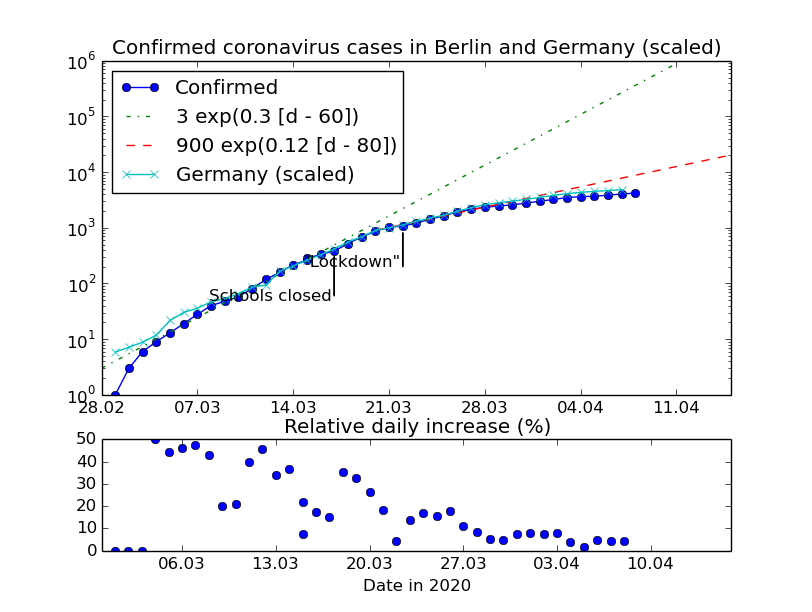 Confirmed coronavirus cases in Berlin and Germany (scaled)
10^6
10^5
10^4
10^3
10^2
10^1
10^0
Confirmed
3 exp(0.3 [d - 60])
900 exp(0.12 [d - 80])
Germany (scaled)
Lockdown"
Schools closed
28.02 07.03 14.03 21.03 28.03 04.04 11.04
Relative daily increase (%)
50
40
30
20
10
0
06.03 13.03 20.03 27.03 03.04 10.04
Date in 2020